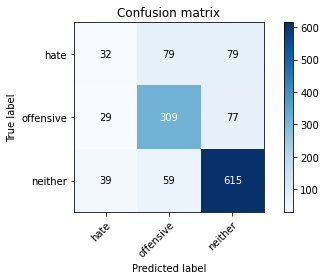 Confusion matrix
hate 32 79 79
offensive 29 309 77
neither 39 59 615
hate offensive neither
True label
Predicted label
600
500
400
300
200
100